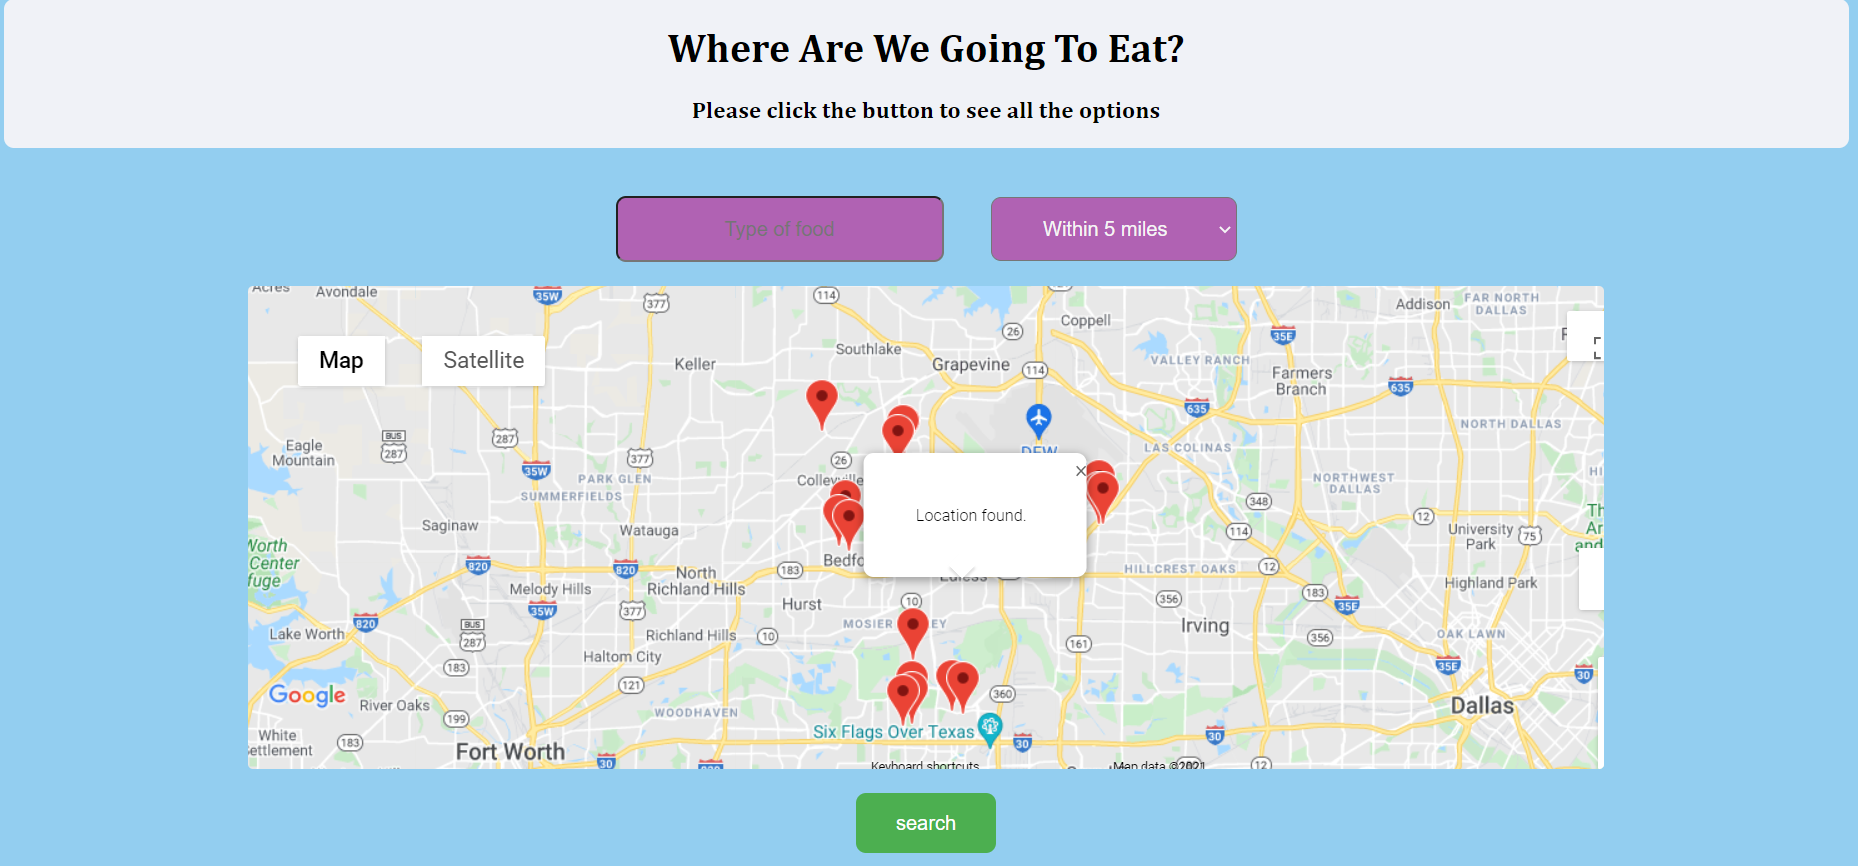 Where Are We Going To Eat?
Please click the button to see all the options
Type of food
Within 5 miles
Acres
Avondale
35W
377
114
Addison
FAR NORTH
DALLAS
Coppell
26
35E
Map
Satellite
Southlake
Keller
Grapevine
114
VALLEY RANCH
Farmers
Branch
635
635
NORTH DALLAS
BUS
287
287
Eagle
Mountain
377
26
DFW
LAS COLINAS
35W
PARK GLEN
SUMMERFIELDS
Colleyville
NORTHWEST
DALLAS
348
Location found.
Saginaw
Watauga
114
12
University
Park
75
Bedfo
Worth
Center
fuge
820
820
183
North
Richland Hills
Euless
HILLCREST OAKS
12
Highland Park
Melody Hills
35W
377
Hurst
10
356
183
35E
820
BUS
287
Lake Worth
Richland Hills
10
MOSIER
EY
161
Irving
356
OAK LAWN
183
Haltom City
35E
30
Google
River Oaks
121
360
Dallas
199
WOODHAVEN
White
Settlement
183
Fort Worth
Six Flags Over Texas
30
30
30
820
Keyboard shortcuts
Map data ©2021
12
search